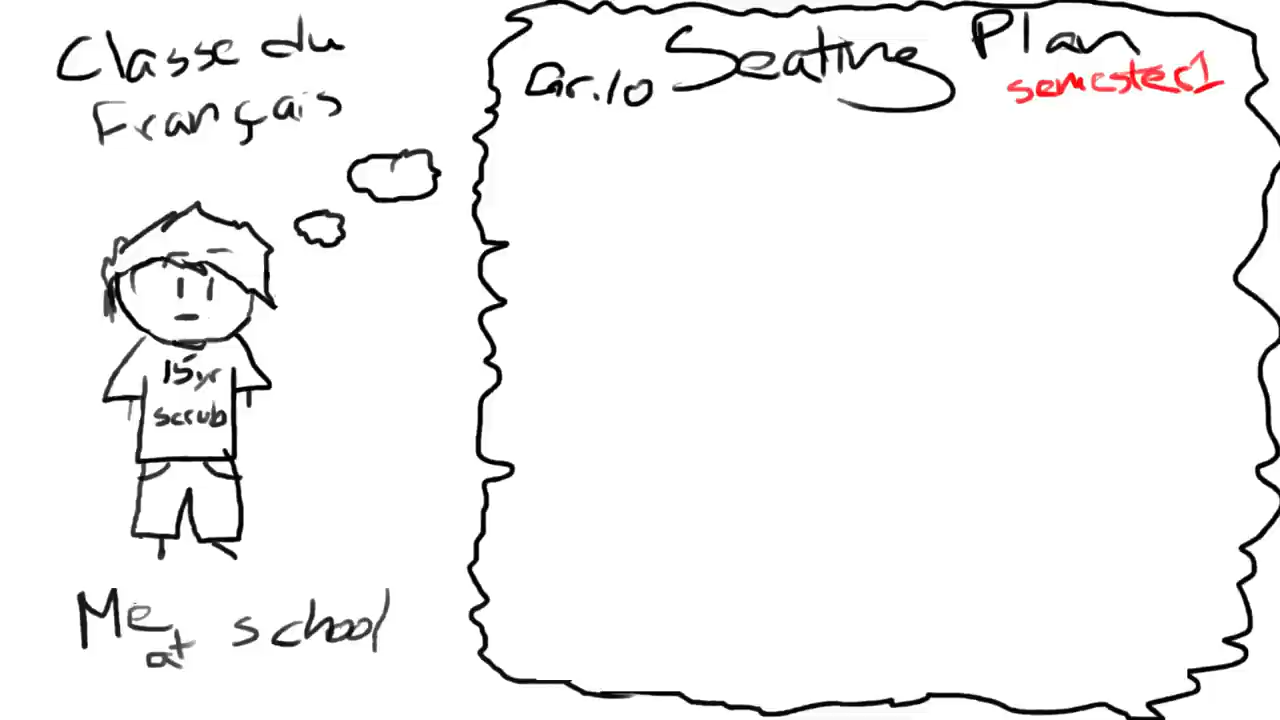 Classe du
Français
Seating Plan
Gr.10
semester1
15yr
scrub
Me at school